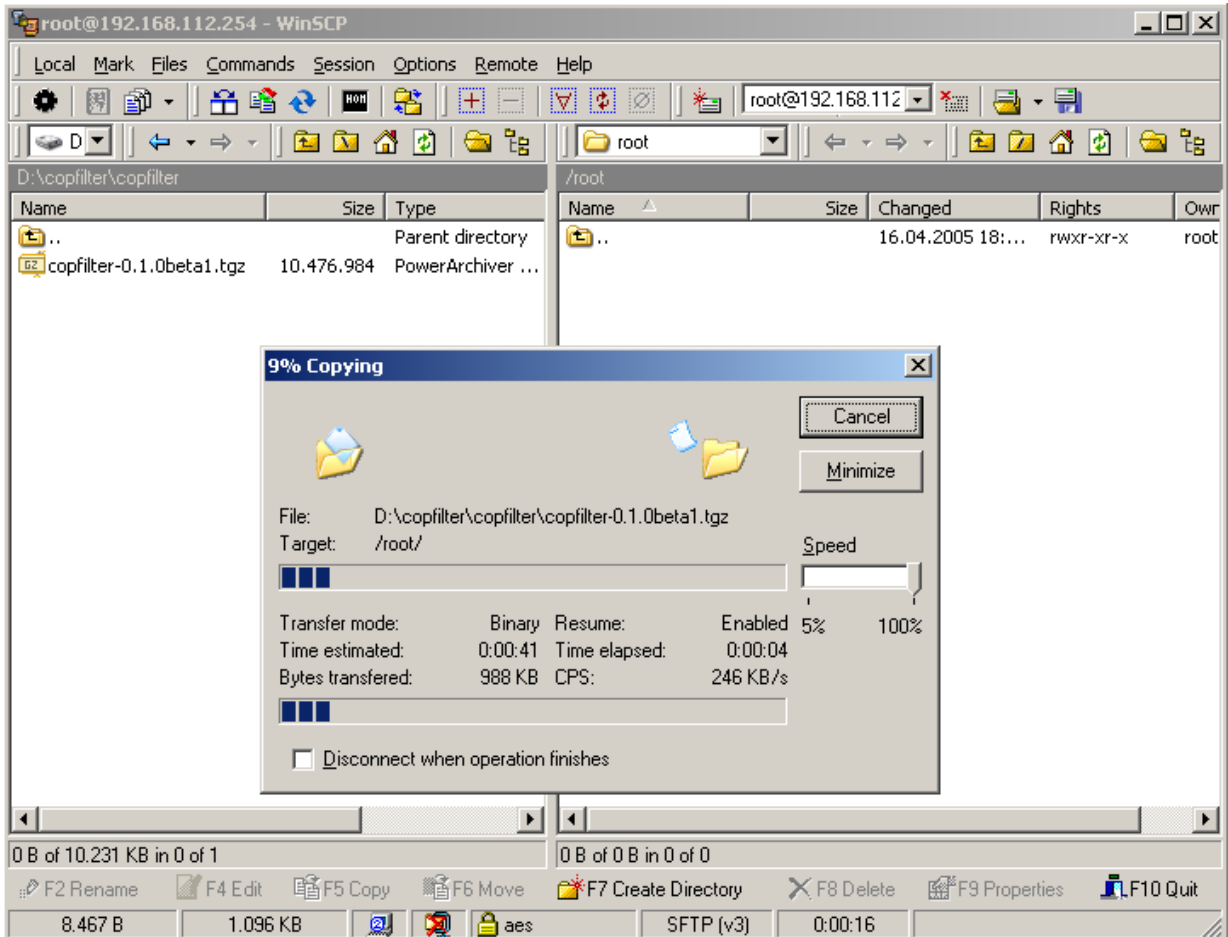 root@192.168.112.254 - WinSCP
Local Mark Files Commands Session Options Remote Help
root@192.168.112
D
root
D:\copfilter\copfilter
/root
Name Size Type
Name Size Changed Rights Owr
.. Parent directory
.. 16.04.2005 18:... rwxr-xr-x root
copfilter-0.1.0beta1.tgz 10.476.984 PowerArchiver ...
9% Copying
Cancel
Minimize
File: D:\copfilter\copfilter\copfilter-0.1.0beta1.tgz
Target: /root/
Speed
5% 100%
Transfer mode: Binary Resume: Enabled
Time estimated: 0:00:41 Time elapsed: 0:00:04
Bytes transfered: 988 KB CPS: 246 KB/s
Disconnect when operation finishes
0 B of 10.231 KB in 0 of 1
0 B of 0 B in 0 of 0
F2 Rename F4 Edit F5 Copy F6 Move F7 Create Directory F8 Delete F9 Properties F10 Quit
8.467 B 1.096 KB aes SFTP (v3) 0:00:16